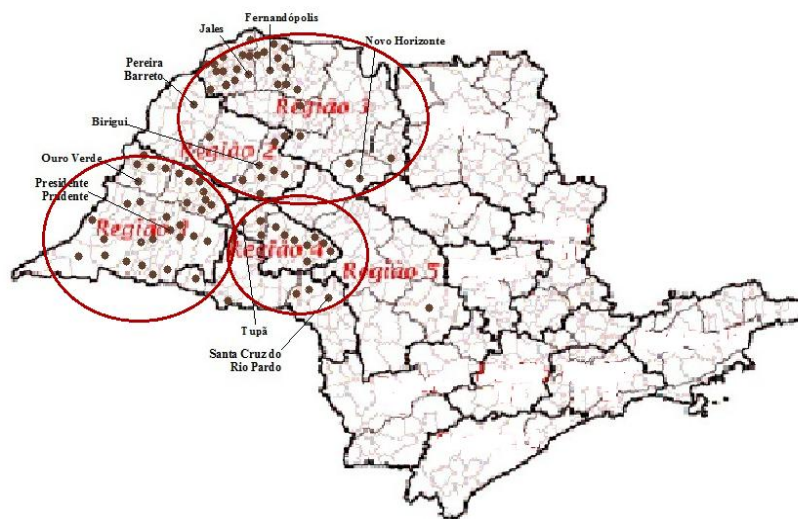 Fernandópolis
Jales
Novo Horizonte
Pereira
Barreto
Região 1
Birigui
Região 2
Ouro Verde
Presidente
Prudente
Região 3
Região 4
Região 5
Tupã
Santa Cruz do
Rio Pardo